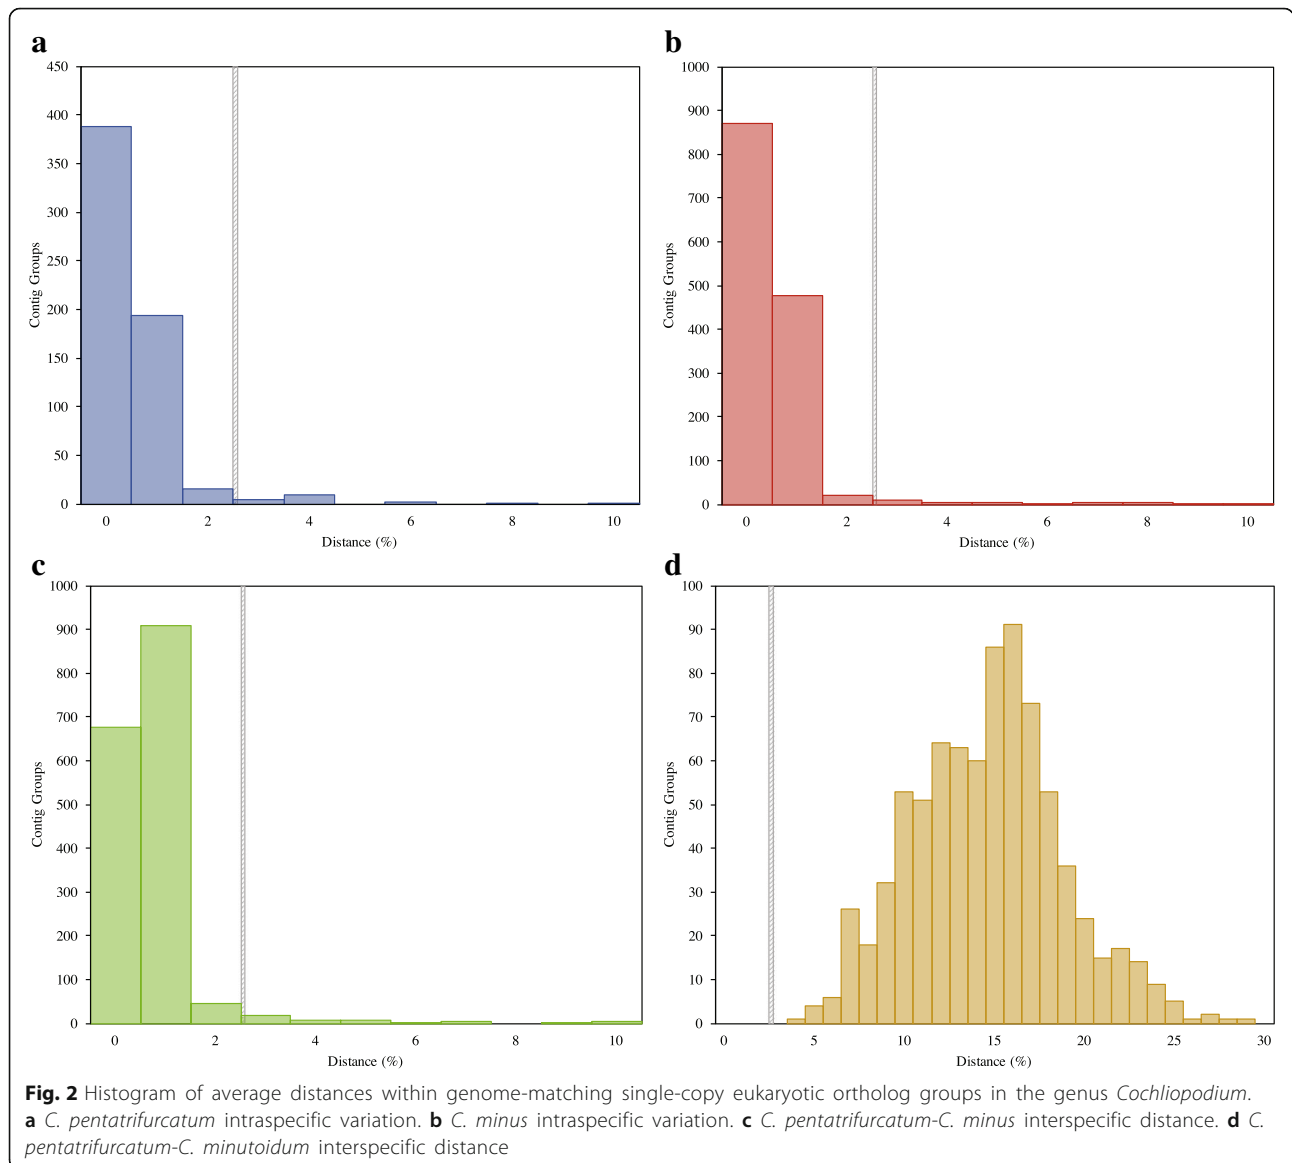 a
450
400
350
300
250
200
150
100
50
0
Contig Groups
0 2 4 6 8 10
Distance (%)
b
1000
900
800
700
600
500
400
300
200
100
0
Contig Groups
0 2 4 6 8 10
Distance (%)
c
1000
900
800
700
600
500
400
300
200
100
0
Contig Groups
0 2 4 6 8 10
Distance (%)
d
100
90
80
70
60
50
40
30
20
10
0
Contig Groups
0 5 10 15 20 25 30
Distance (%)
Fig. 2 Histogram of average distances within genome-matching single-copy eukaryotic ortholog groups in the genus Cochliopodium.
a C. pentatrifurcatum intraspecific variation. b C. minus intraspecific variation. c C. pentatrifurcatum-C. minus interspecific distance. d C.
pentatrifurcatum-C. minutoidum interspecific distance